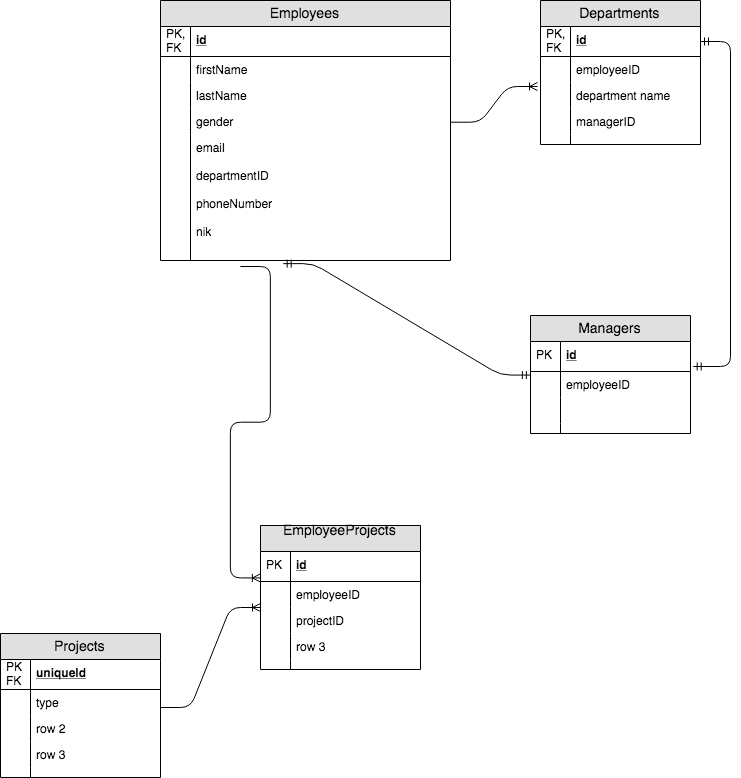 Employees
PK,
FK
id
firstName
lastName
gender
email
departmentID
phoneNumber
nik
Departments
PK,
FK
id
employeeID
department name
managerID
Managers
PK
id
employeeID
EmployeeProjects
PK
id
employeeID
projectID
row 3
Projects
PK
FK
uniqueId
type
row 2
row 3